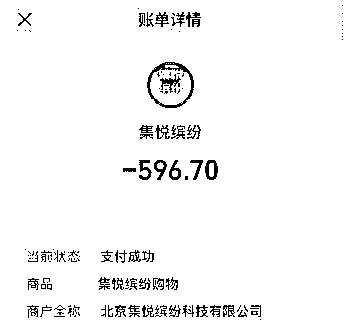 账单详情
集悦
缤纷
集悦缤纷
-596.70
当前状态 支付成功
商品 集悦缤纷购物
商户全称 北京集悦缤纷科技有限公司